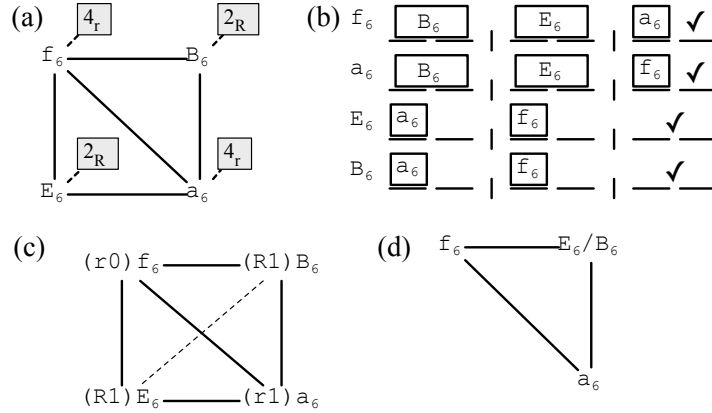 (a)
4r 2R
f6 B6
2R 4r
E6 a6
(b)
f6 B6 | E6 | a6 ✓
a6 B6 | E6 | f6 ✓
E6 a6 | f6 | ✓
B6 a6 | f6 | ✓
(c)
(r0)f6 (R1)B6
(R1)E6 (r1)a6
(d)
f6 E6/B6
a6